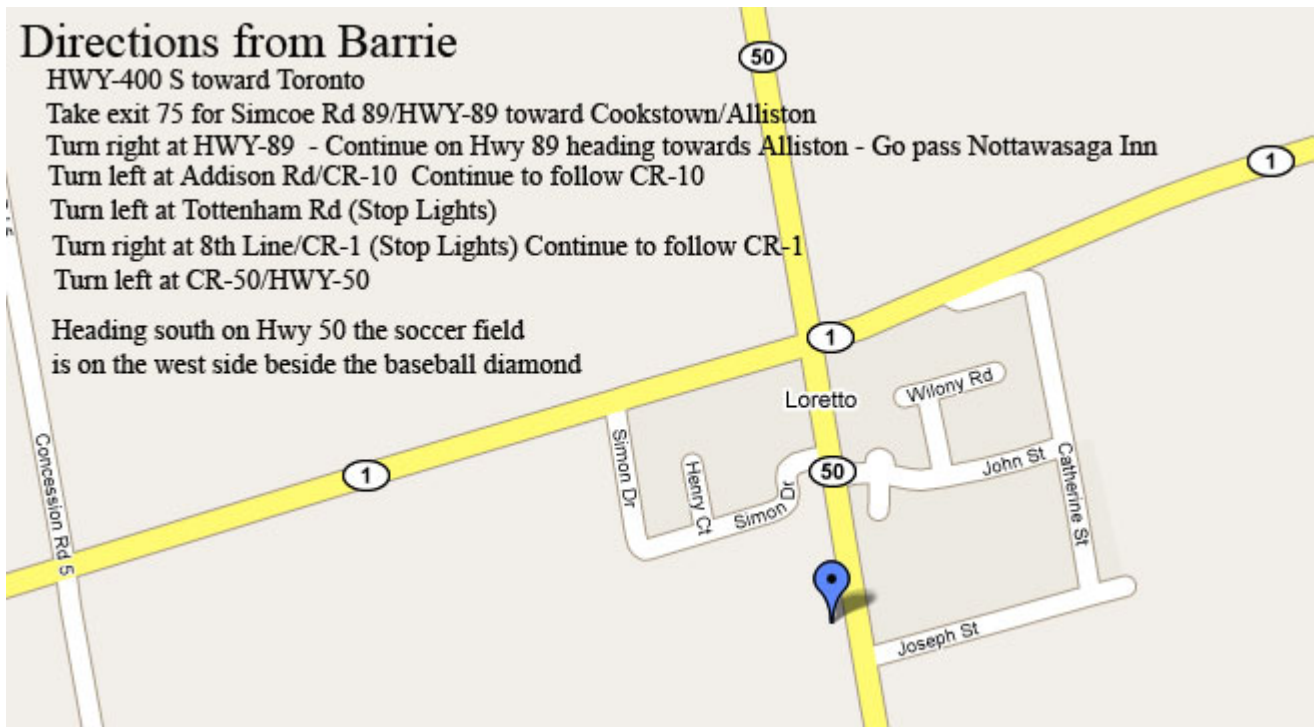 Directions from Barrie
HWY-400 S toward Toronto
Take exit 75 for Simcoe Rd 89/HWY-89 toward Cookstown/Alliston
Turn right at HWY-89 - Continue on Hwy 89 heading towards Alliston - Go pass Nottawasaga Inn
Turn left at Addison Rd/CR-10 Continue to follow CR-10
Turn left at Tottenham Rd (Stop Lights)
Turn right at 8th Line/CR-1 (Stop Lights) Continue to follow CR-1
Turn left at CR-50/HWY-50
Heading south on Hwy 50 the soccer field
is on the west side beside the baseball diamond
50
1
1
Loretto
Wilony Rd
Simon Dr
Henry Ct
Simon Dr
50
John St
Catherine St
1
Concession Rd 5
Joseph St